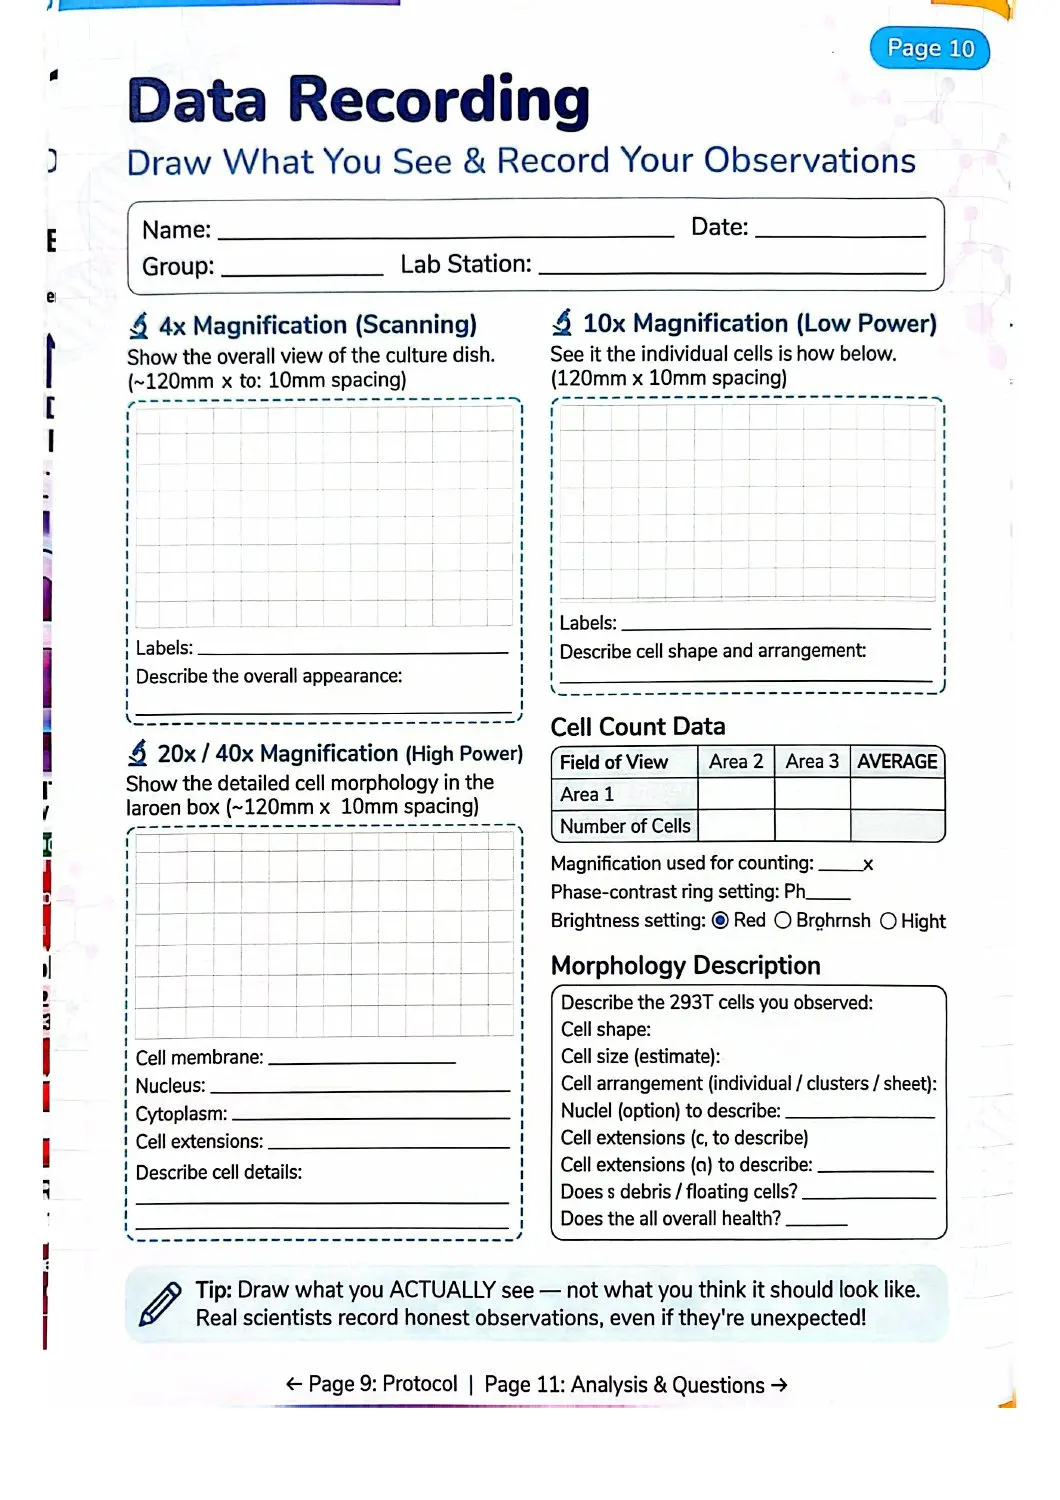 Page 10
Data Recording
Draw What You See & Record Your Observations
Name:
Date:
Group:
Lab Station:
4x Magnification (Scanning)
Show the overall view of the culture dish.
(~120mm x to: 10mm spacing)
Labels:
Describe the overall appearance:
20x / 40x Magnification (High Power)
Show the detailed cell morphology in the
laroen box (~120mm x 10mm spacing)
Cell membrane:
Nucleus:
Cytoplasm:
Cell extensions:
Describe cell details:
10x Magnification (Low Power)
See it the individual cells is how below.
(120mm x 10mm spacing)
Labels:
Describe cell shape and arrangement:
Cell Count Data
Field of View Area 2 Area 3 AVERAGE
Area 1
Number of Cells
Magnification used for counting: x
Phase-contrast ring setting: Ph
Brightness setting: Red Brohrnsh Hight
Morphology Description
Describe the 293T cells you observed:
Cell shape:
Cell size (estimate):
Cell arrangement (individual / clusters / sheet):
Nuclel (option) to describe:
Cell extensions (c, to describe)
Cell extensions (n) to describe:
Does s debris / floating cells?
Does the all overall health?
Tip: Draw what you ACTUALLY see — not what you think it should look like.
Real scientists record honest observations, even if they're unexpected!
← Page 9: Protocol | Page 11: Analysis & Questions →